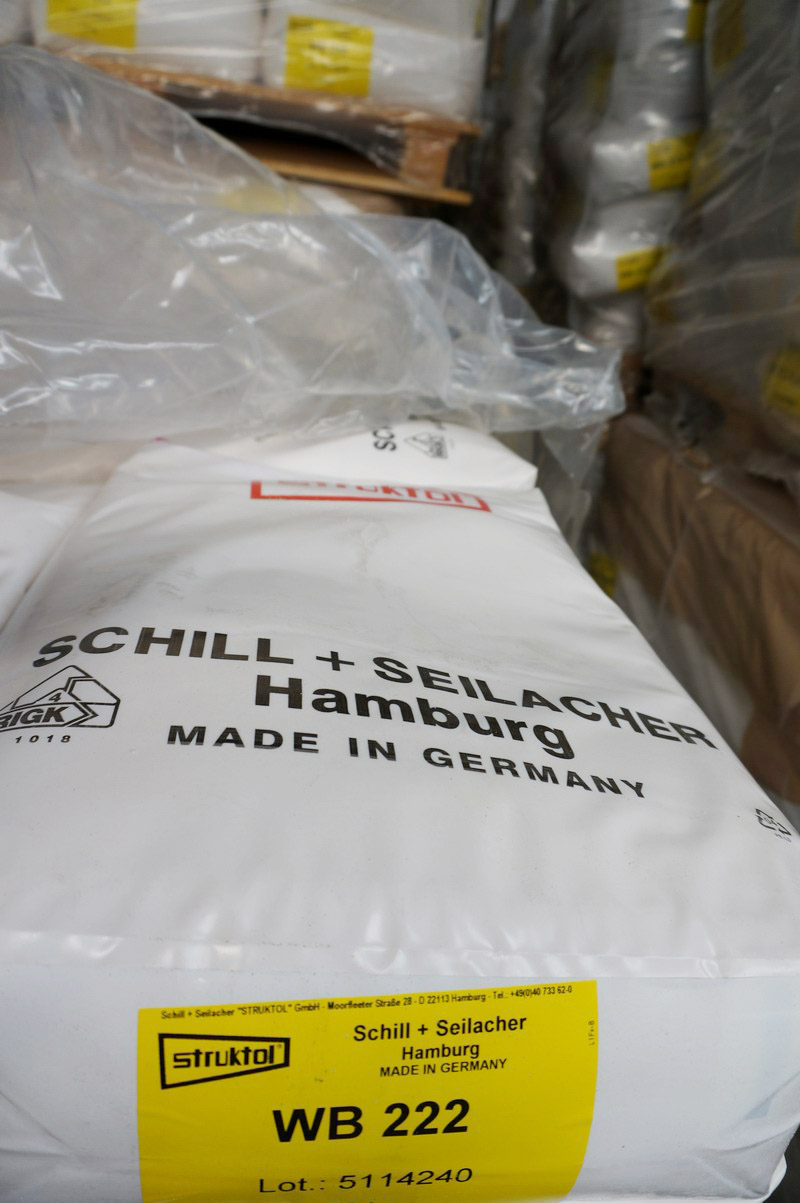 STRUKTOL
SCHILL + SEILACHER
Hamburg
MADE IN GERMANY
4
RIGK
1018
Schill + Seilacher "STRUKTOL" GmbH - Moorfleeter Straße 28 - D 22113 Hamburg - Tel.: +49(0)40 733 62-0
struktol
Schill + Seilacher
Hamburg
MADE IN GERMANY
WB 222
Lot.: 5114240